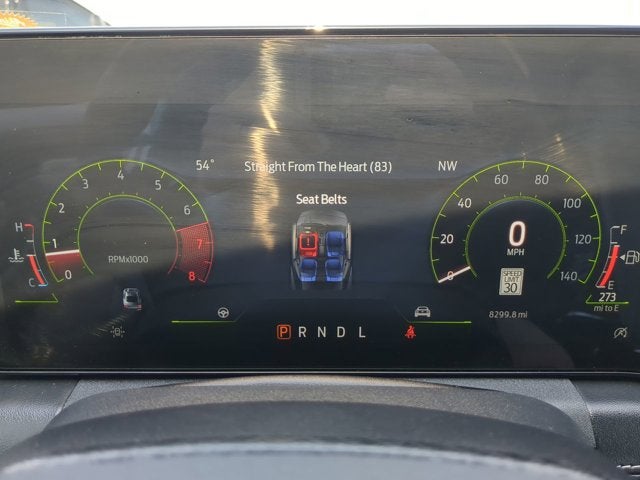 54° Straight From The Heart (83) NW
Seat Belts
H
C
0
1
2
3
4
5
6
7
8
RPMx1000
0
20
40
60
80
100
120
140
0
MPH
SPEED
LIMIT
30
F
E
273
mi to E
8299.8 mi
P R N D L